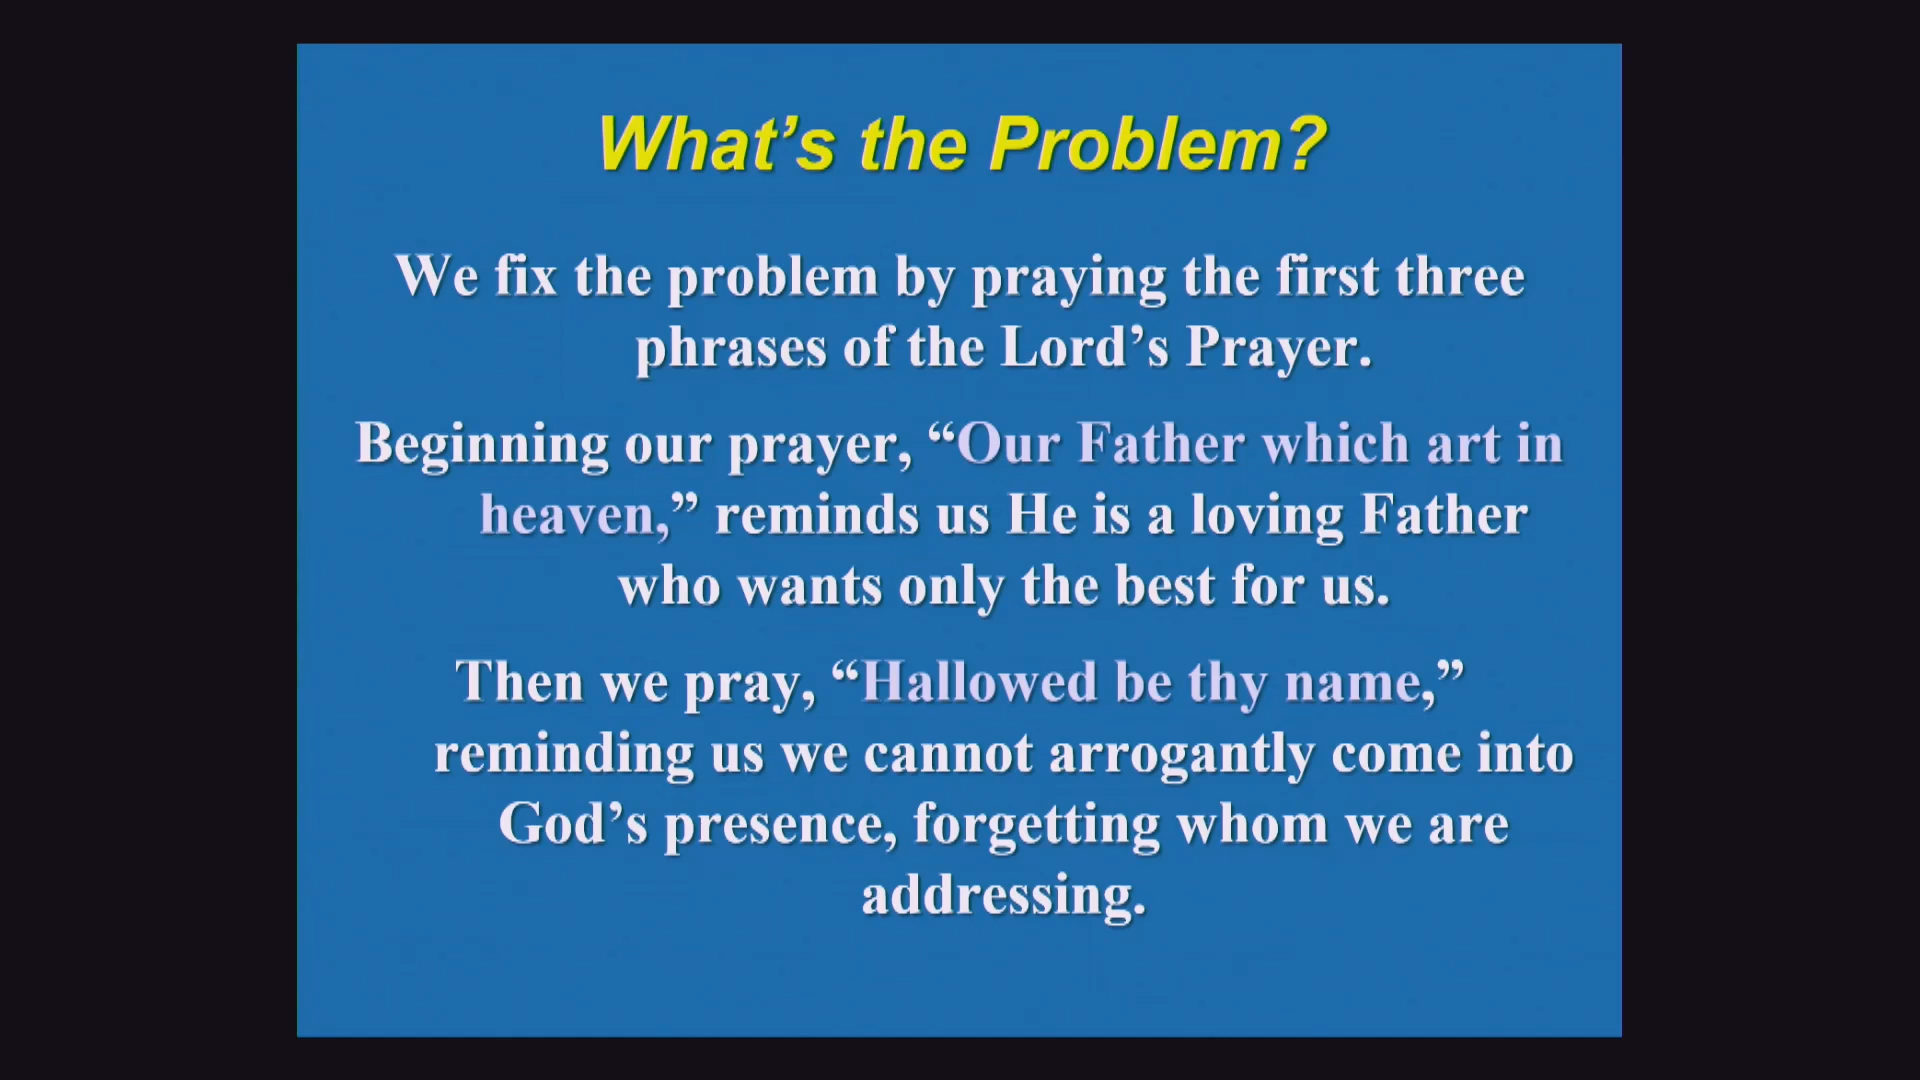 What’s the Problem?
We fix the problem by praying the first three
phrases of the Lord’s Prayer.
Beginning our prayer, “Our Father which art in
heaven,” reminds us He is a loving Father
who wants only the best for us.
Then we pray, “Hallowed be thy name,”
reminding us we cannot arrogantly come into
God’s presence, forgetting whom we are
addressing.